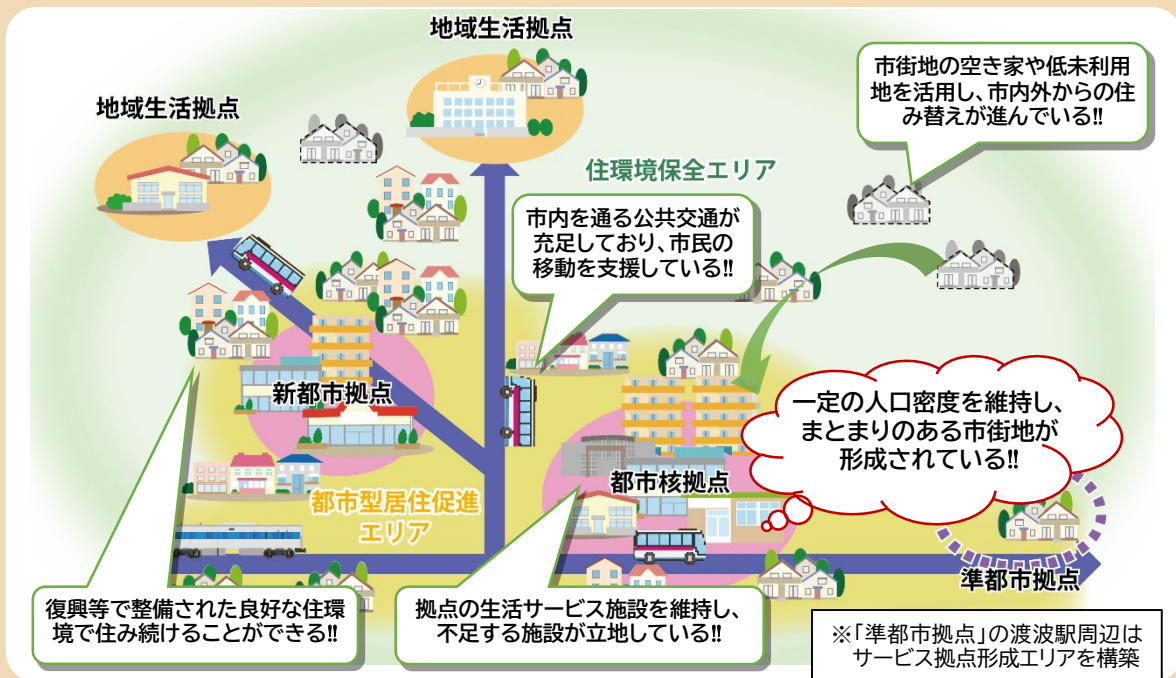 地域生活拠点
地域生活拠点
市街地の空き家や低未利用
地を活用し、市内外からの住
み替えが進んでいる!!
住環境保全エリア
市内を通る公共交通が
充足しており、市民の
移動を支援している!!
新都市拠点
一定の人口密度を維持し、
まとまりのある市街地が
形成されている!!
都市核拠点
都市型居住促進
エリア
準都市拠点
復興等で整備された良好な住環
境で住み続けることができる!!
拠点の生活サービス施設を維持し、
不足する施設が立地している!!
※「準都市拠点」の渡波駅周辺は
サービス拠点形成エリアを構築